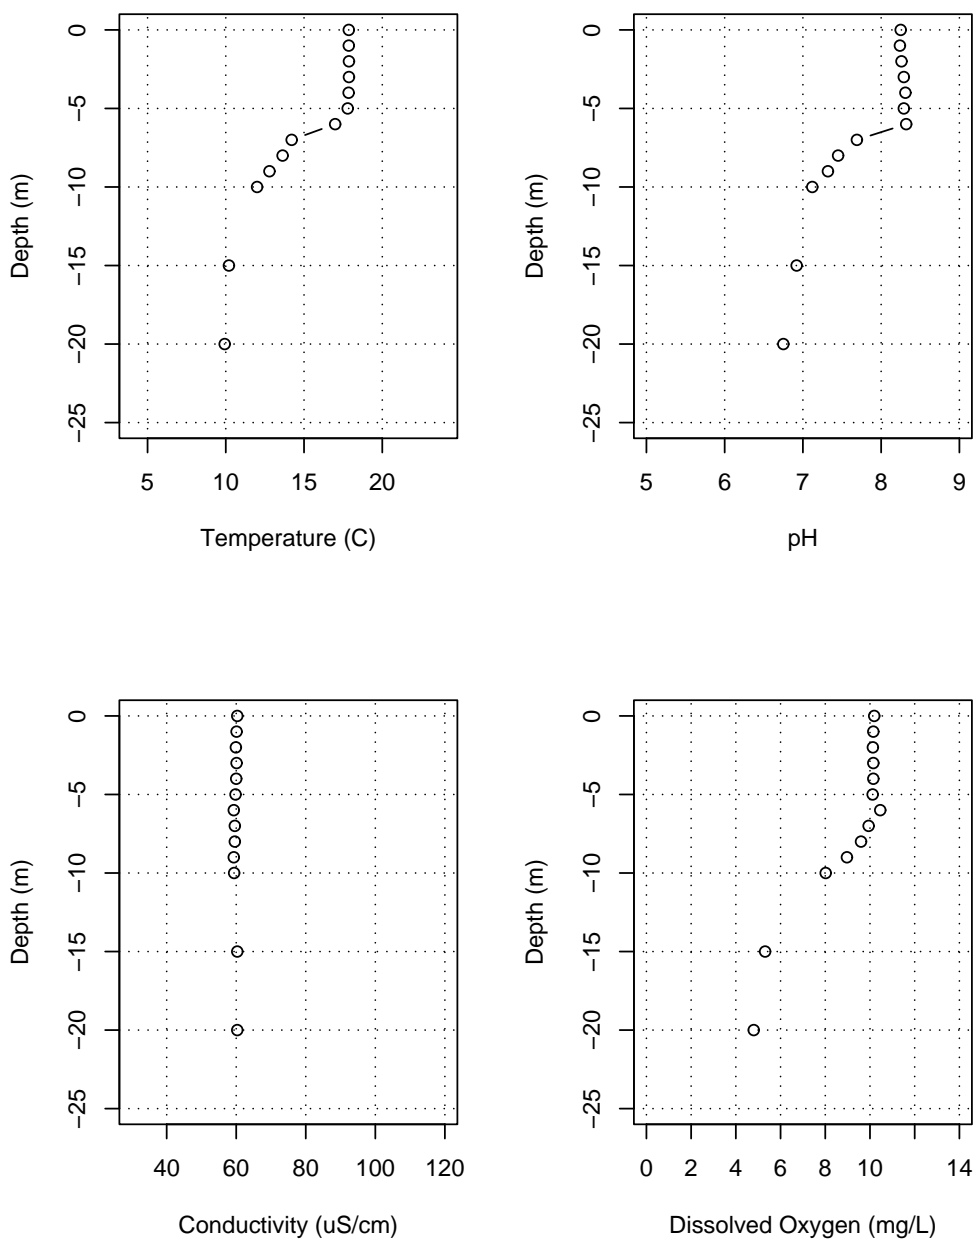 0
−5
−10
−15
−20
−25
Depth (m)
5 10 15 20
Temperature (C)
0
−5
−10
−15
−20
−25
Depth (m)
5 6 7 8 9
pH
0
−5
−10
−15
−20
−25
Depth (m)
40 60 80 100 120
Conductivity (uS/cm)
0
−5
−10
−15
−20
−25
Depth (m)
0 2 4 6 8 10 14
Dissolved Oxygen (mg/L)